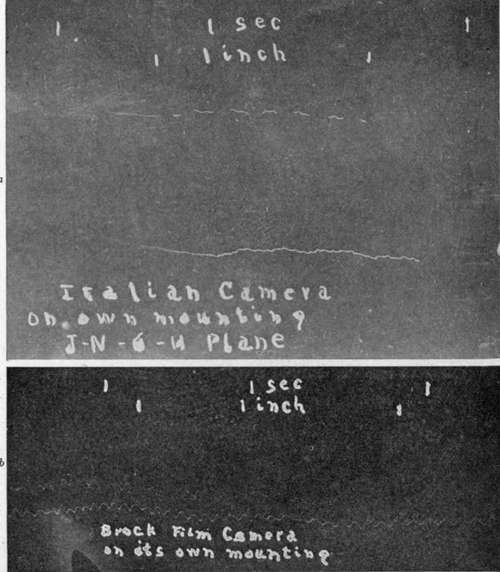 1 sec
1 inch
Italian Camera
on own mounting
J-N-6-H Plane
a
1 sec
1 inch
b
Brock Film Camera
on its own mounting